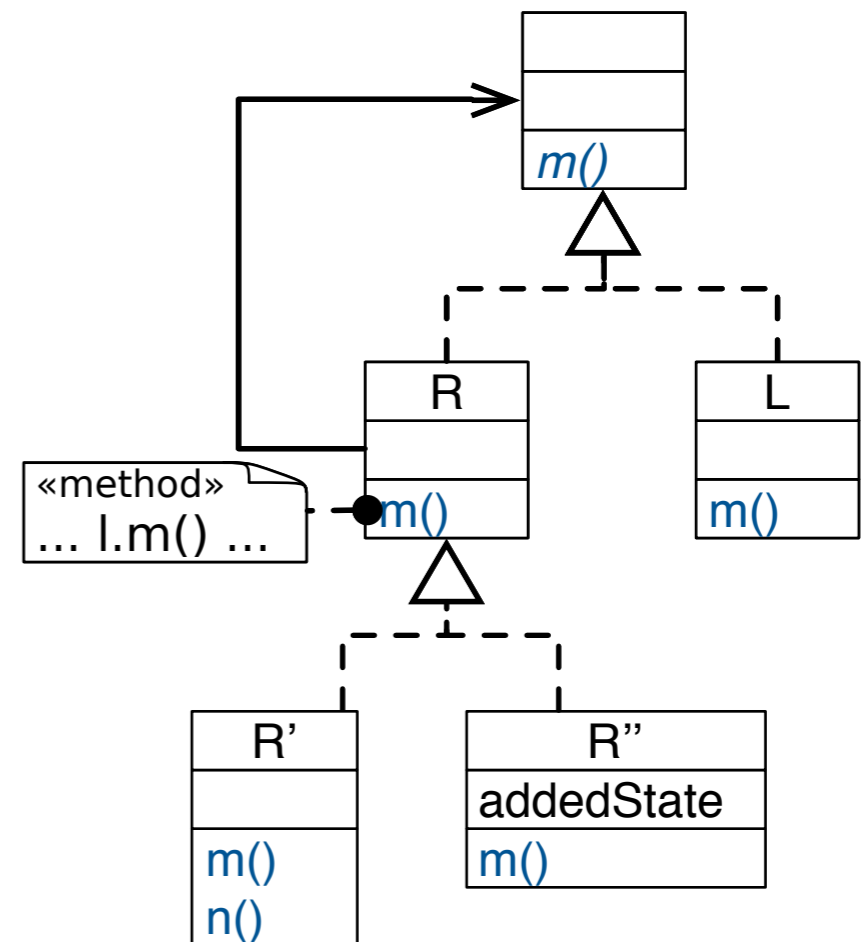 m()
R
L
«method»
... l.m() ...
m()
m()
R’
R’’
addedState
m()
m()
n()